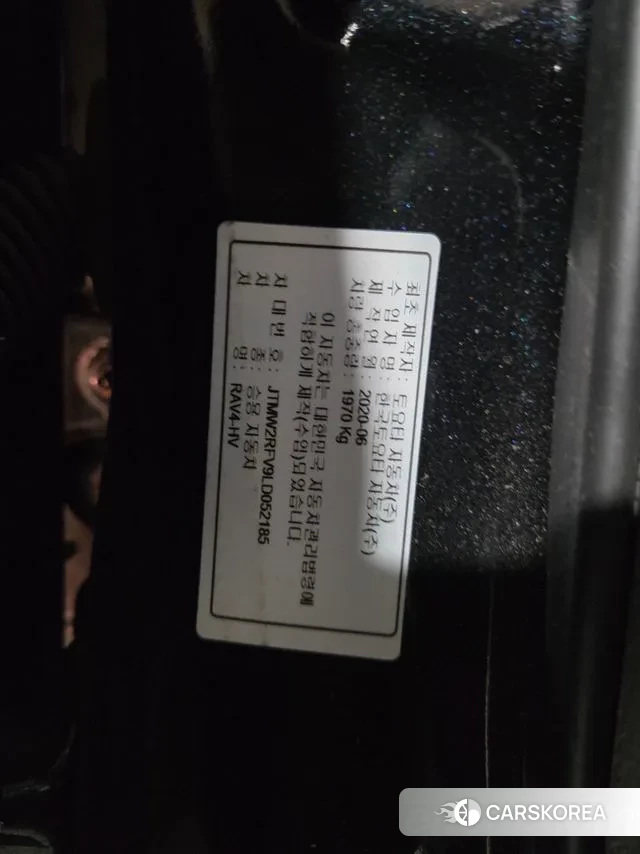 최초 제작자 : 토요타 자동차(주)
수 입 자 명 : 한국토요타 자동차(주)
제 작 연 월 : 2020-06
차량 총 중량 : 1970 Kg
이 자동차는 대한민국 자동차관리법령에
적합하게 제작(수입)되었습니다.
차 대 번 호 : JTMW2RFV9LD052185
차 종 : 승용 자동차
차 명 : RAV4-HV
CARSKOREA